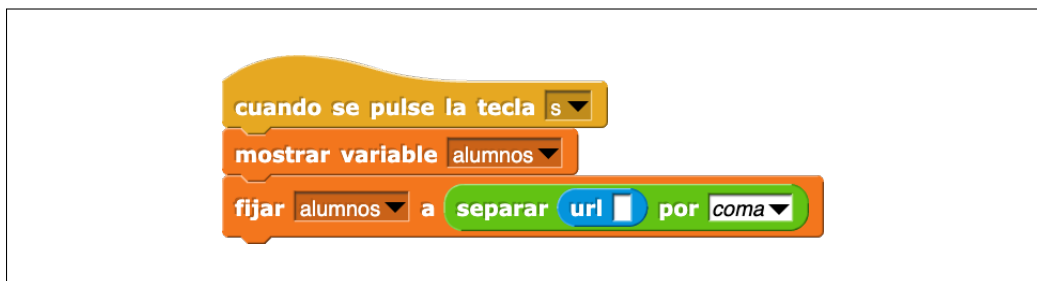 cuando se pulse la tecla s
mostrar variable alumnos
fijar alumnos a separar url por coma